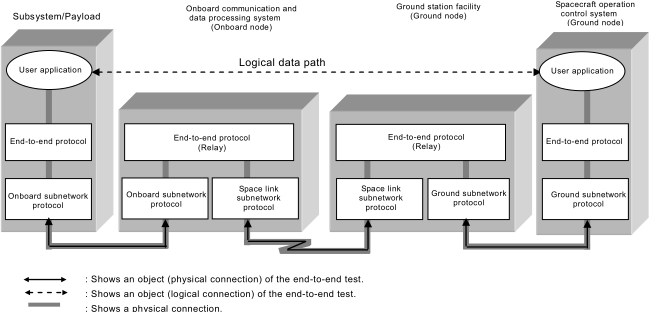 Subsystem/Payload
Onboard communication and
data processing system
(Onboard node)
Ground station facility
(Ground node)
Spacecraft operation
control system
(Ground node)
User application
Logical data path
User application
End-to-end protocol
End-to-end protocol
(Relay)
End-to-end protocol
(Relay)
End-to-end protocol
Onboard subnetwork
protocol
Onboard subnetwork
protocol
Space link
subnetwork
protocol
Space link
subnetwork
protocol
Ground subnetwork
protocol
Ground subnetwork
protocol
: Shows an object (physical connection) of the end-to-end test.
: Shows an object (logical connection) of the end-to-end test.
: Shows a physical connection.